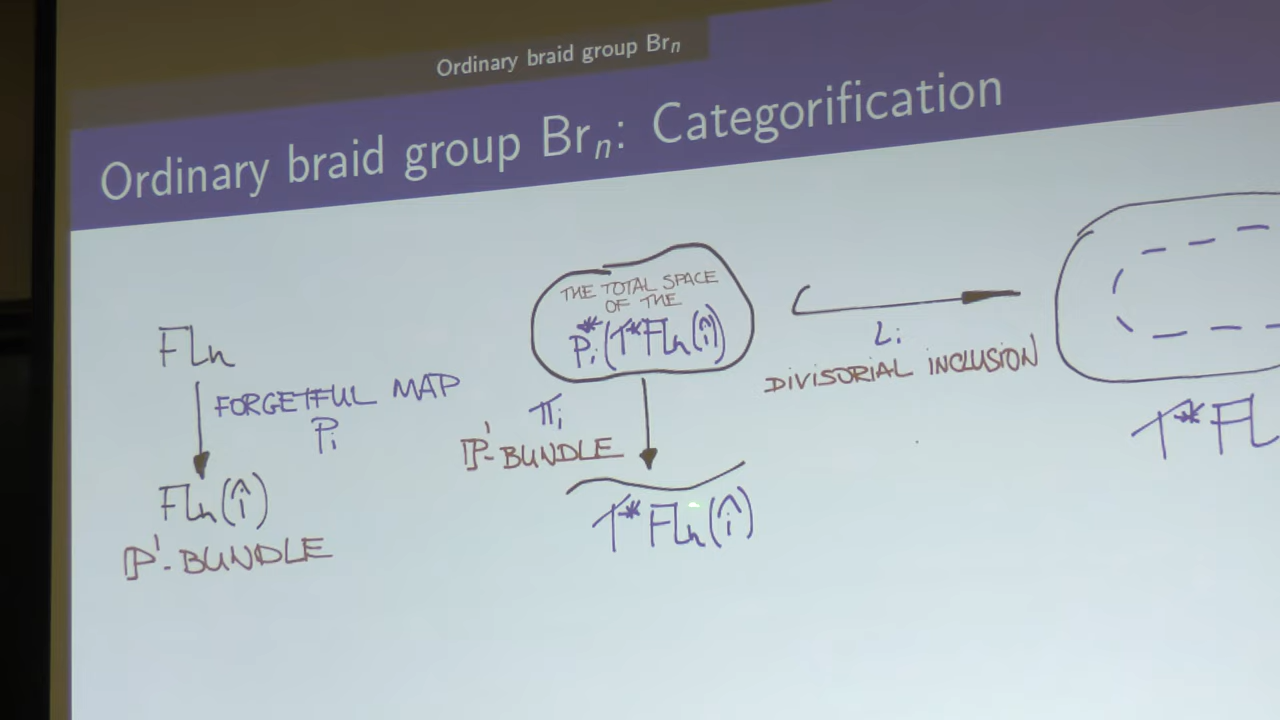 Ordinary braid group Brₙ
Ordinary braid group Brₙ: Categorification
Flₙ
FORGETFUL MAP
Pᵢ
Flₙ(î)
ℙ¹-BUNDLE
THE TOTAL SPACE
OF THE
Pᵢ*(T*Flₙ(î))
πᵢ
ℙ¹-BUNDLE
T*Flₙ(î)
Lᵢ
DIVISORIAL INCLUSION
T*FL